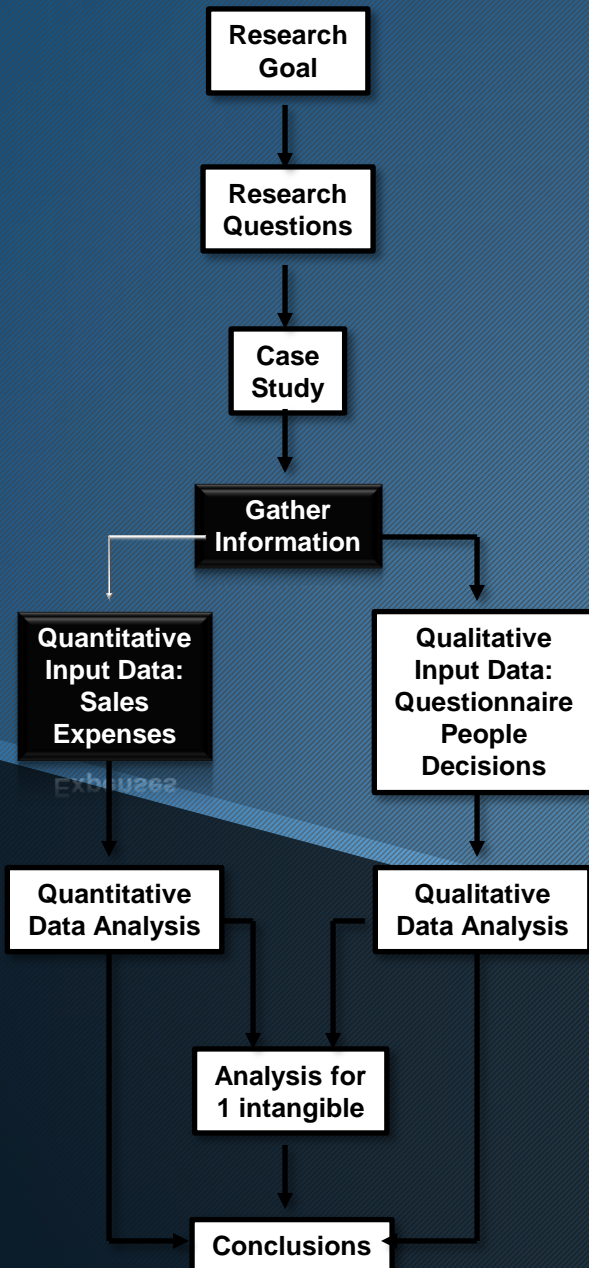 Research
Goal
Research
Questions
Case
Study
Gather
Information
Quantitative
Input Data:
Sales
Expenses
Qualitative
Input Data:
Questionnaire
People
Decisions
Quantitative
Data Analysis
Qualitative
Data Analysis
Analysis for
1 intangible
Conclusions